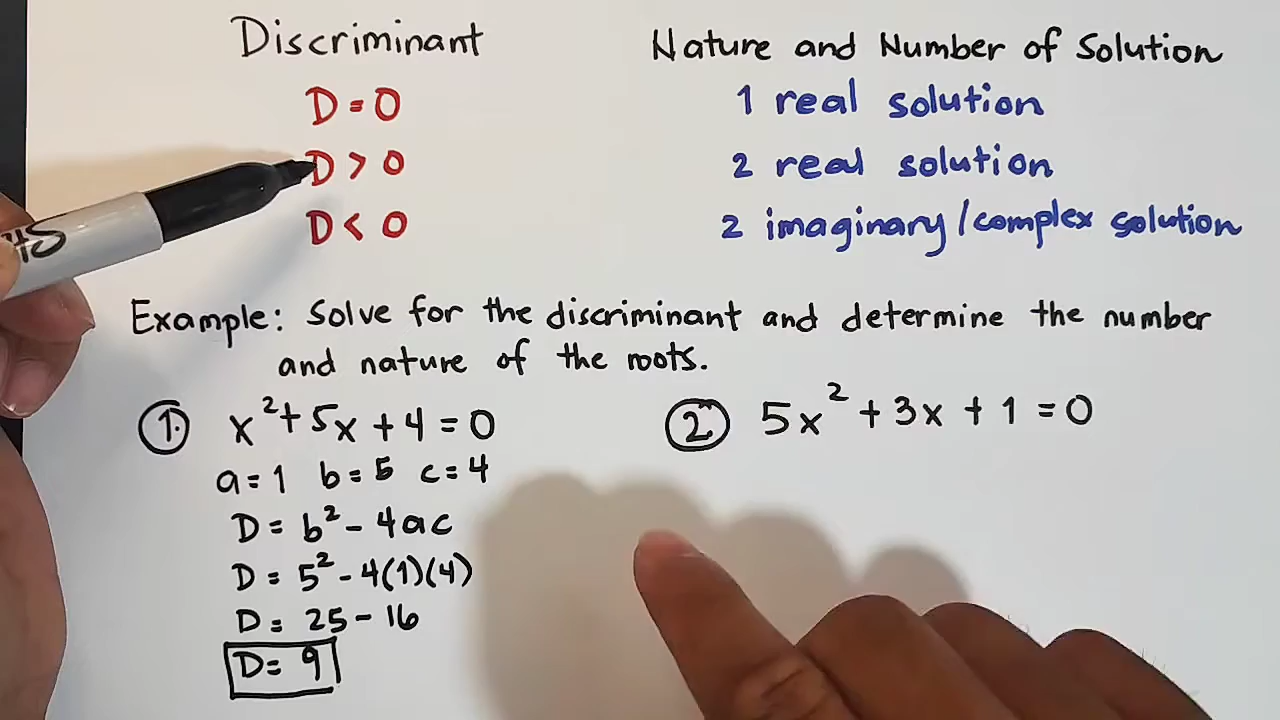 Discriminant
Nature and Number of Solution
D = 0
1 real solution
D > 0
2 real solution
D < 0
2 imaginary/complex solution
Example: Solve for the discriminant and determine the number
and nature of the roots.
1. x² + 5x + 4 = 0
a = 1 b = 5 c = 4
D = b² - 4ac
D = 5² - 4(1)(4)
D = 25 - 16
D = 9
2. 5x² + 3x + 1 = 0